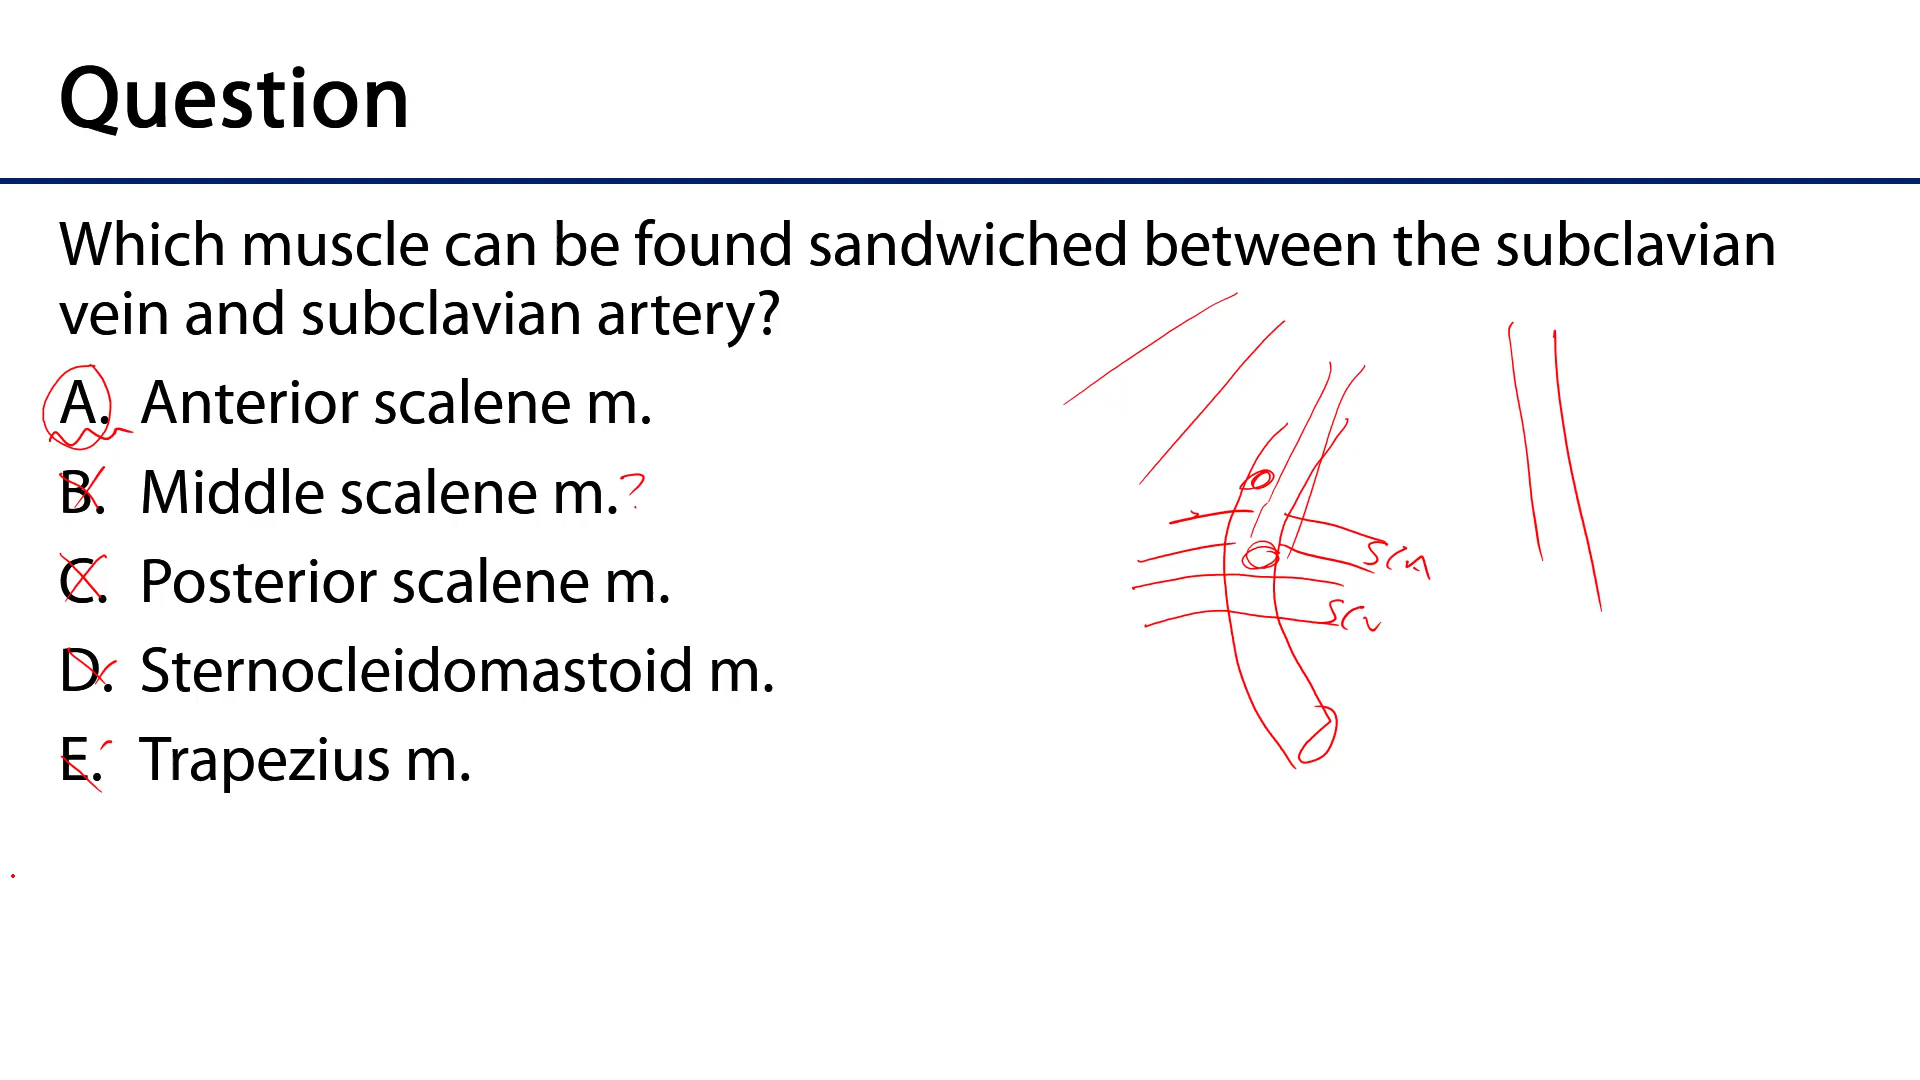 Question
Which muscle can be found sandwiched between the subclavian
vein and subclavian artery?
A. Anterior scalene m.
B. Middle scalene m.?
C. Posterior scalene m.
D. Sternocleidomastoid m.
E. Trapezius m.
SCA
SCV